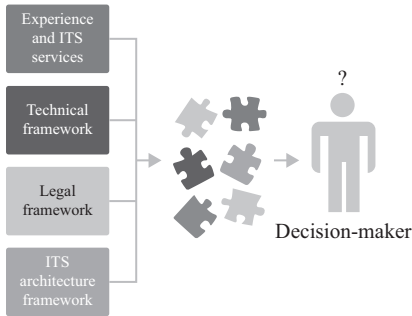 Experience
and ITS
services
Technical
framework
Legal
framework
ITS
architecture
framework
?
Decision-maker